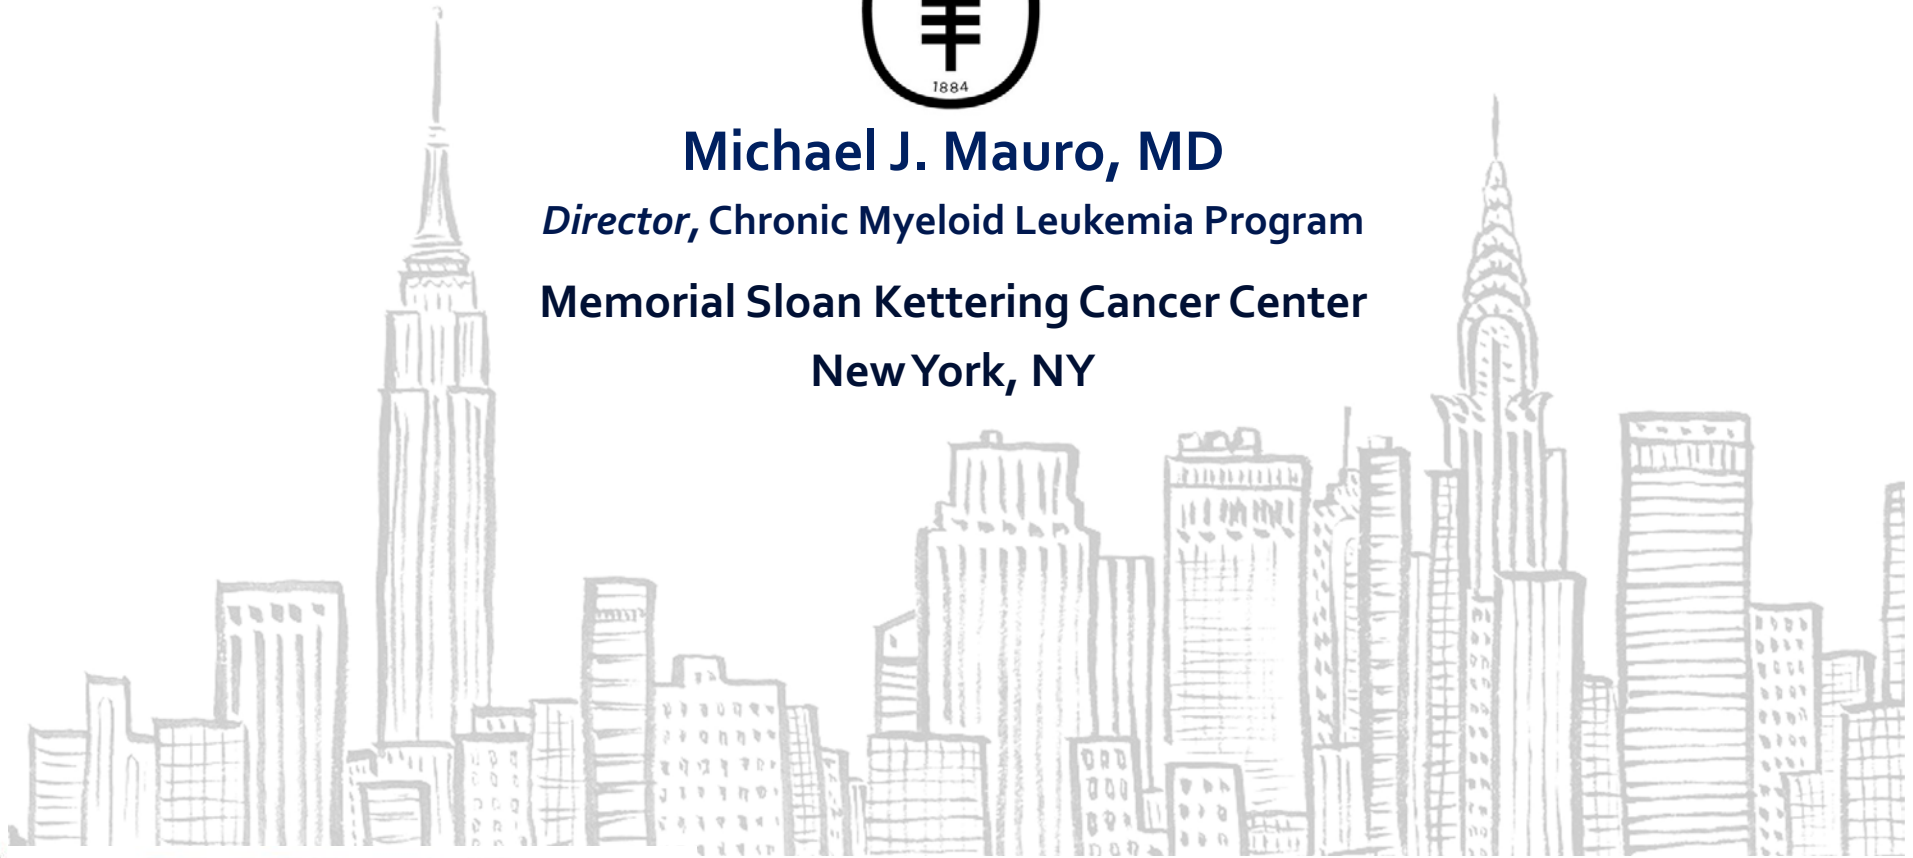 1884
Michael J. Mauro, MD
Director, Chronic Myeloid Leukemia Program
Memorial Sloan Kettering Cancer Center
New York, NY